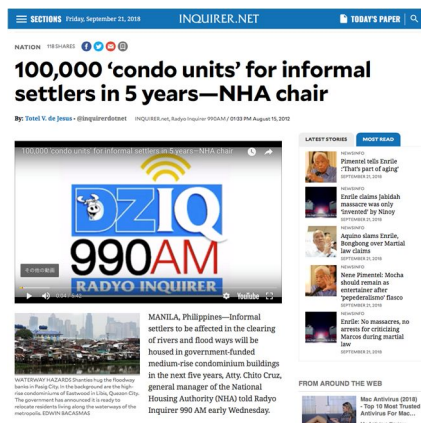 SECTIONS Friday, September 21, 2018 INQUIRER.NET TODAY'S PAPER
NATION 118 SHARES
100,000 ‘condo units’ for informal
settlers in 5 years—NHA chair
By: Totel V. de Jesus - @inquirerdotnet INQUIRER.net, Radyo Inquirer 990AM / 01:33 PM August 15, 2012
100,000 'condo units' for informal settlers in 5 years—NHA chair
DZIQ
990AM
RADYO INQUIRER
その他の動画
0:04 / 5:42 YouTube
WATERWAY HAZARDS Shanties hug the floodway
banks in Pasig City. In the background are the high-
rise condominiums of Eastwood in Libis, Quezon City.
The government has announced it is ready to
relocate residents living along the waterways of the
metropolis. EDWIN BACASMAS
MANILA, Philippines—Informal
settlers to be affected in the clearing
of rivers and flood ways will be
housed in government-funded
medium-rise condominium buildings
in the next five years, Atty. Chito Cruz,
general manager of the National
Housing Authority (NHA) told Radyo
Inquirer 990 AM early Wednesday.
LATEST STORIES MOST READ
NEWSINFO
Pimentel tells Enrile
:‘That's part of aging’
SEPTEMBER 21, 2018
NEWSINFO
Enrile claims Jabidah
massacre was only
‘invented’ by Ninoy
SEPTEMBER 21, 2018
NEWSINFO
Aquino slams Enrile,
Bongbong over Martial
law claims
SEPTEMBER 21, 2018
NEWSINFO
Nene Pimentel: Mocha
should remain as
entertainer after
‘pepederalismo’ fiasco
SEPTEMBER 21, 2018
NEWSINFO
Enrile: No massacres, no
arrests for criticizing
Marcos during martial
law
SEPTEMBER 21, 2018
FROM AROUND THE WEB
Mac Antivirus (2018)
- Top 10 Most Trusted
Antivirus For Mac...